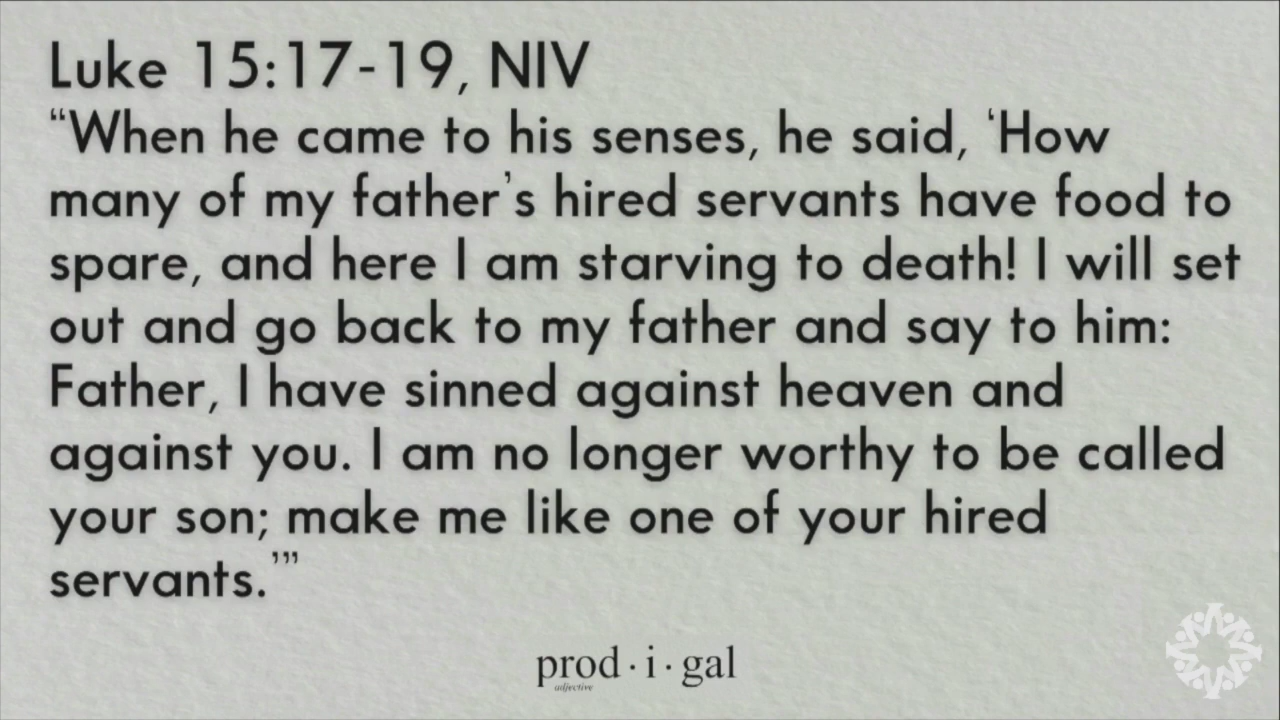 Luke 15:17-19, NIV
“When he came to his senses, he said, ‘How
many of my father’s hired servants have food to
spare, and here I am starving to death! I will set
out and go back to my father and say to him:
Father, I have sinned against heaven and
against you. I am no longer worthy to be called
your son; make me like one of your hired
servants.’”
prod · i · gal
adjective